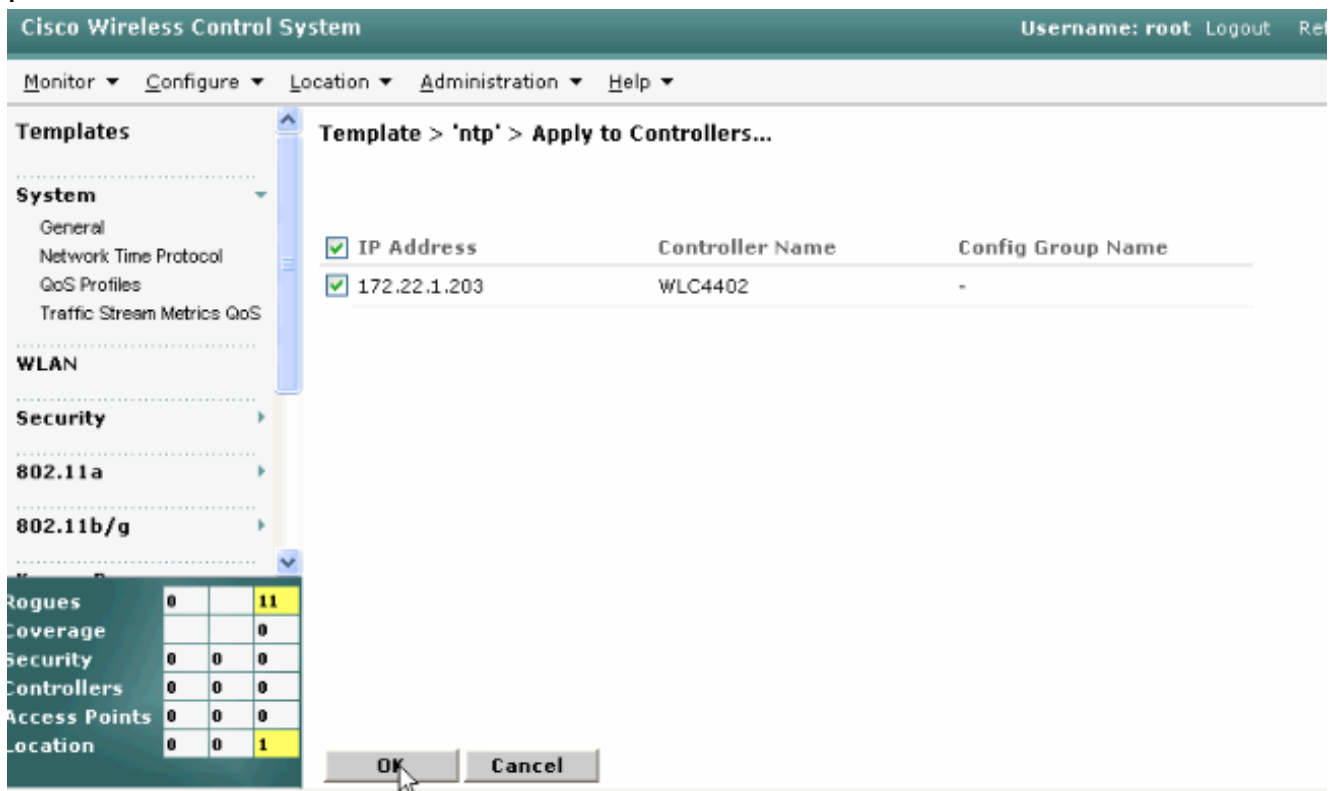 Cisco Wireless Control System Username: root Logout Ref
Monitor Configure Location Administration Help
Templates
System
General
Network Time Protocol
QoS Profiles
Traffic Stream Metrics QoS
WLAN
Security
802.11a
802.11b/g
Template > 'ntp' > Apply to Controllers...
IP Address Controller Name Config Group Name
172.22.1.203 WLC4402 -
Rogues 0 11
Coverage 0
Security 0 0 0
Controllers 0 0 0
Access Points 0 0 0
Location 0 0 1
OK Cancel